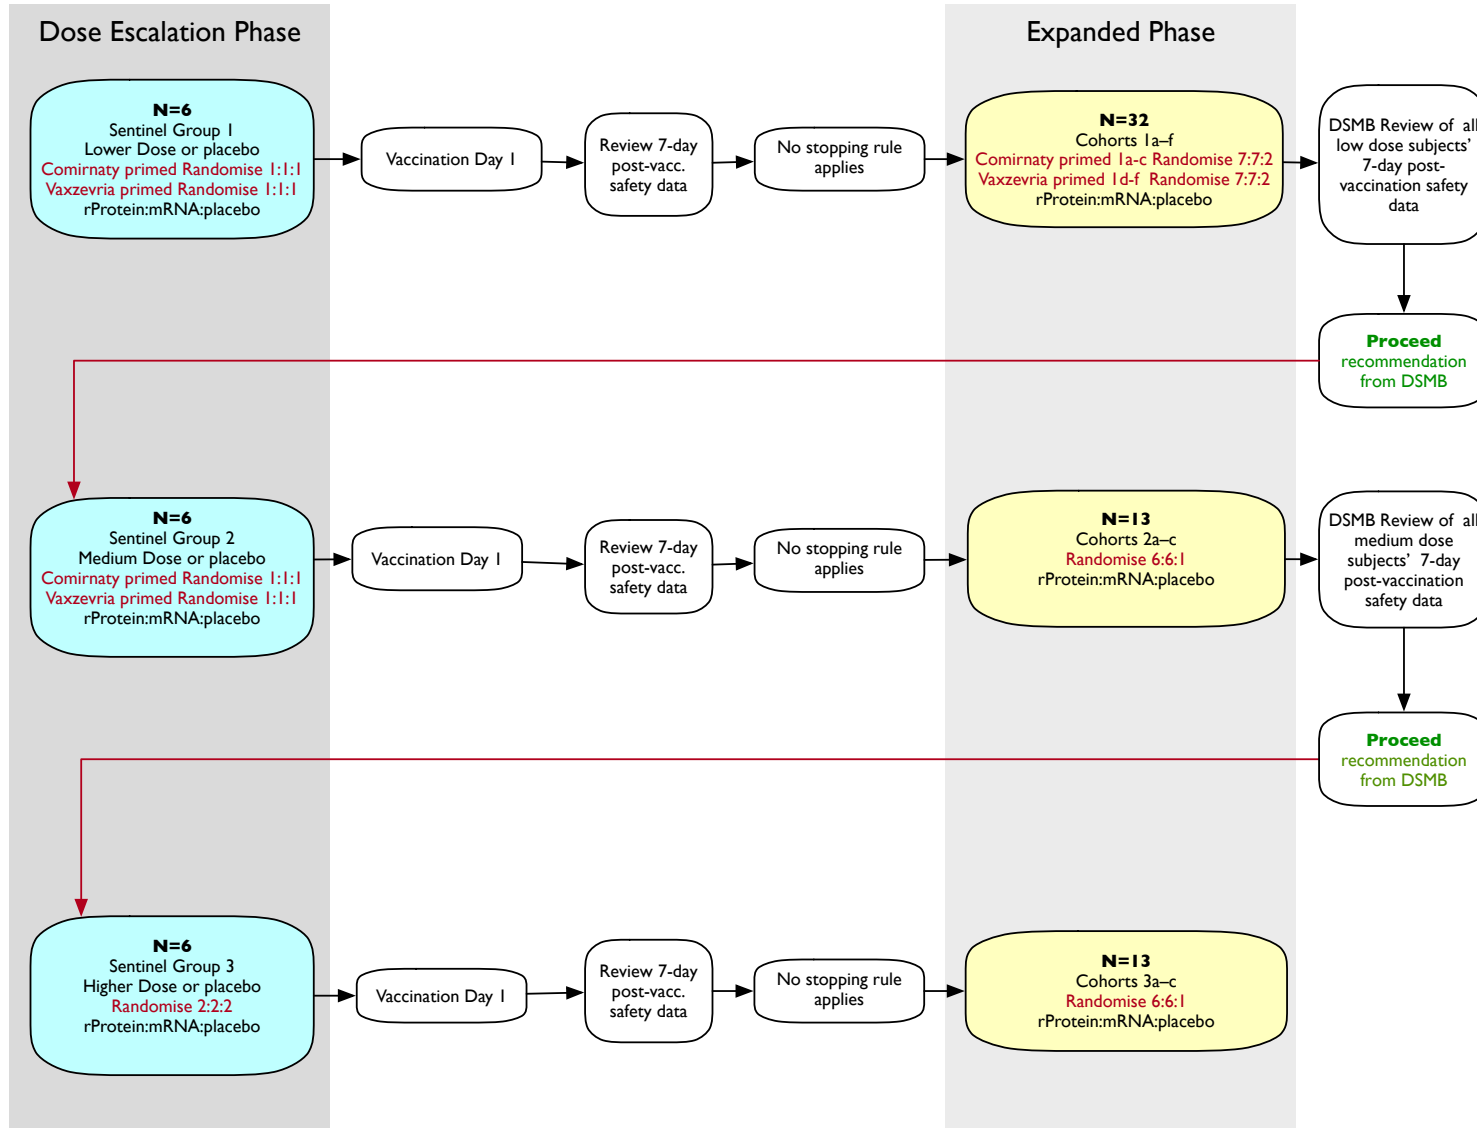 Dose Escalation Phase
Expanded Phase
N=6
Sentinel Group 1
Lower Dose or placebo
Comirnaty primed Randomise 1:1:1
Vaxzevria primed Randomise 1:1:1
rProtein:mRNA:placebo
Vaccination Day 1
Review 7-day
post-vacc.
safety data
No stopping rule
applies
N=32
Cohorts 1a–f
Comirnaty primed 1a-c Randomise 7:7:2
Vaxzevria primed 1d-f Randomise 7:7:2
rProtein:mRNA:placebo
DSMB Review of all
low dose subjects'
7-day post-
vaccination safety
data
Proceed
recommendation
from DSMB
N=6
Sentinel Group 2
Medium Dose or placebo
Comirnaty primed Randomise 1:1:1
Vaxzevria primed Randomise 1:1:1
rProtein:mRNA:placebo
Vaccination Day 1
Review 7-day
post-vacc.
safety data
No stopping rule
applies
N=13
Cohorts 2a–c
Randomise 6:6:1
rProtein:mRNA:placebo
DSMB Review of all
medium dose
subjects' 7-day
post-vaccination
safety data
Proceed
recommendation
from DSMB
N=6
Sentinel Group 3
Higher Dose or placebo
Randomise 2:2:2
rProtein:mRNA:placebo
Vaccination Day 1
Review 7-day
post-vacc.
safety data
No stopping rule
applies
N=13
Cohorts 3a–c
Randomise 6:6:1
rProtein:mRNA:placebo